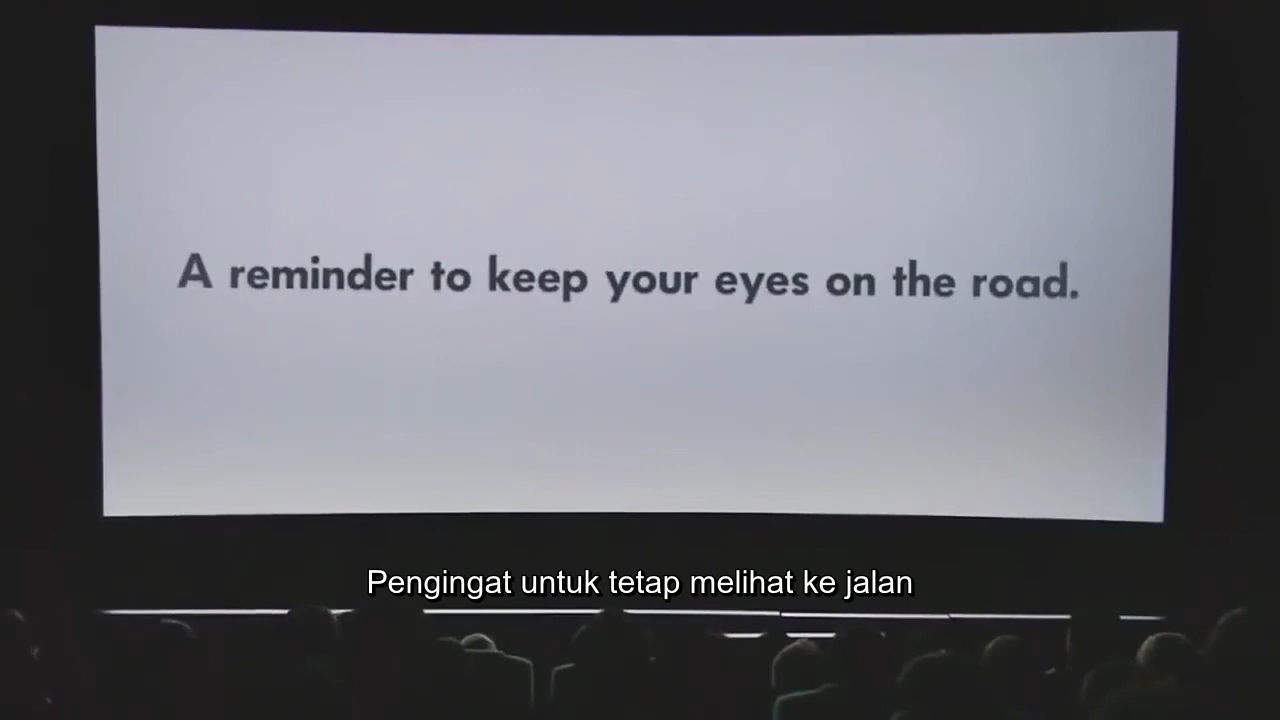 A reminder to keep your eyes on the road.
Pengingat untuk tetap melihat ke jalan